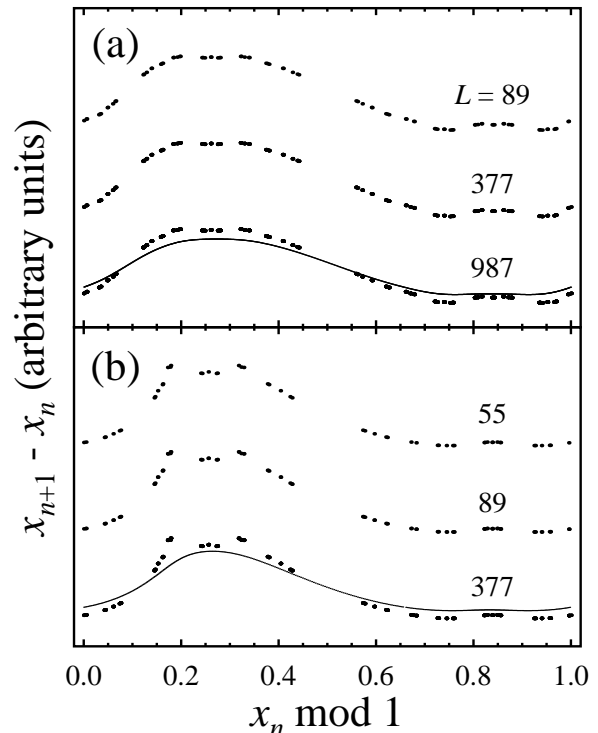 (a)
L = 89
377
987
(b)
55
89
377
0.0 0.2 0.4 0.6 0.8 1.0
x_n mod 1
x_{n+1} - x_n (arbitrary units)